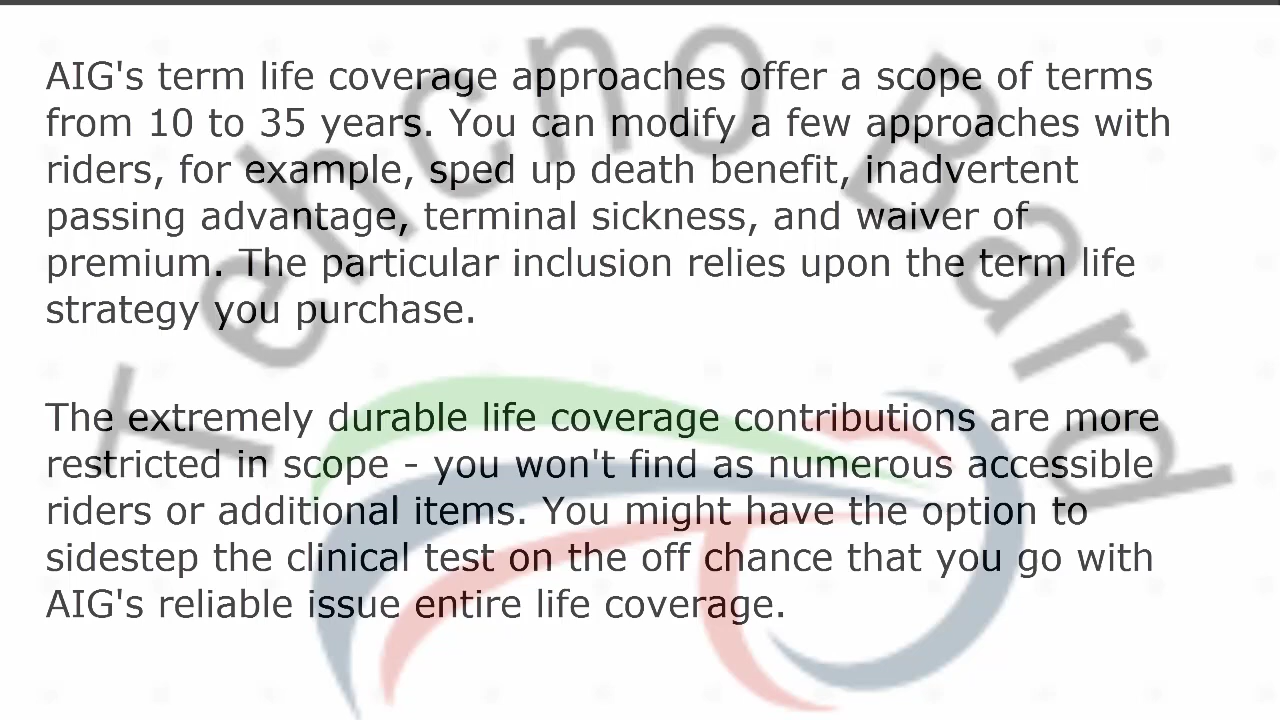 AIG's term life coverage approaches offer a scope of terms
from 10 to 35 years. You can modify a few approaches with
riders, for example, sped up death benefit, inadvertent
passing advantage, terminal sickness, and waiver of
premium. The particular inclusion relies upon the term life
strategy you purchase.
The extremely durable life coverage contributions are more
restricted in scope - you won't find as numerous accessible
riders or additional items. You might have the option to
sidestep the clinical test on the off chance that you go with
AIG's reliable issue entire life coverage.
Tehcno Bard